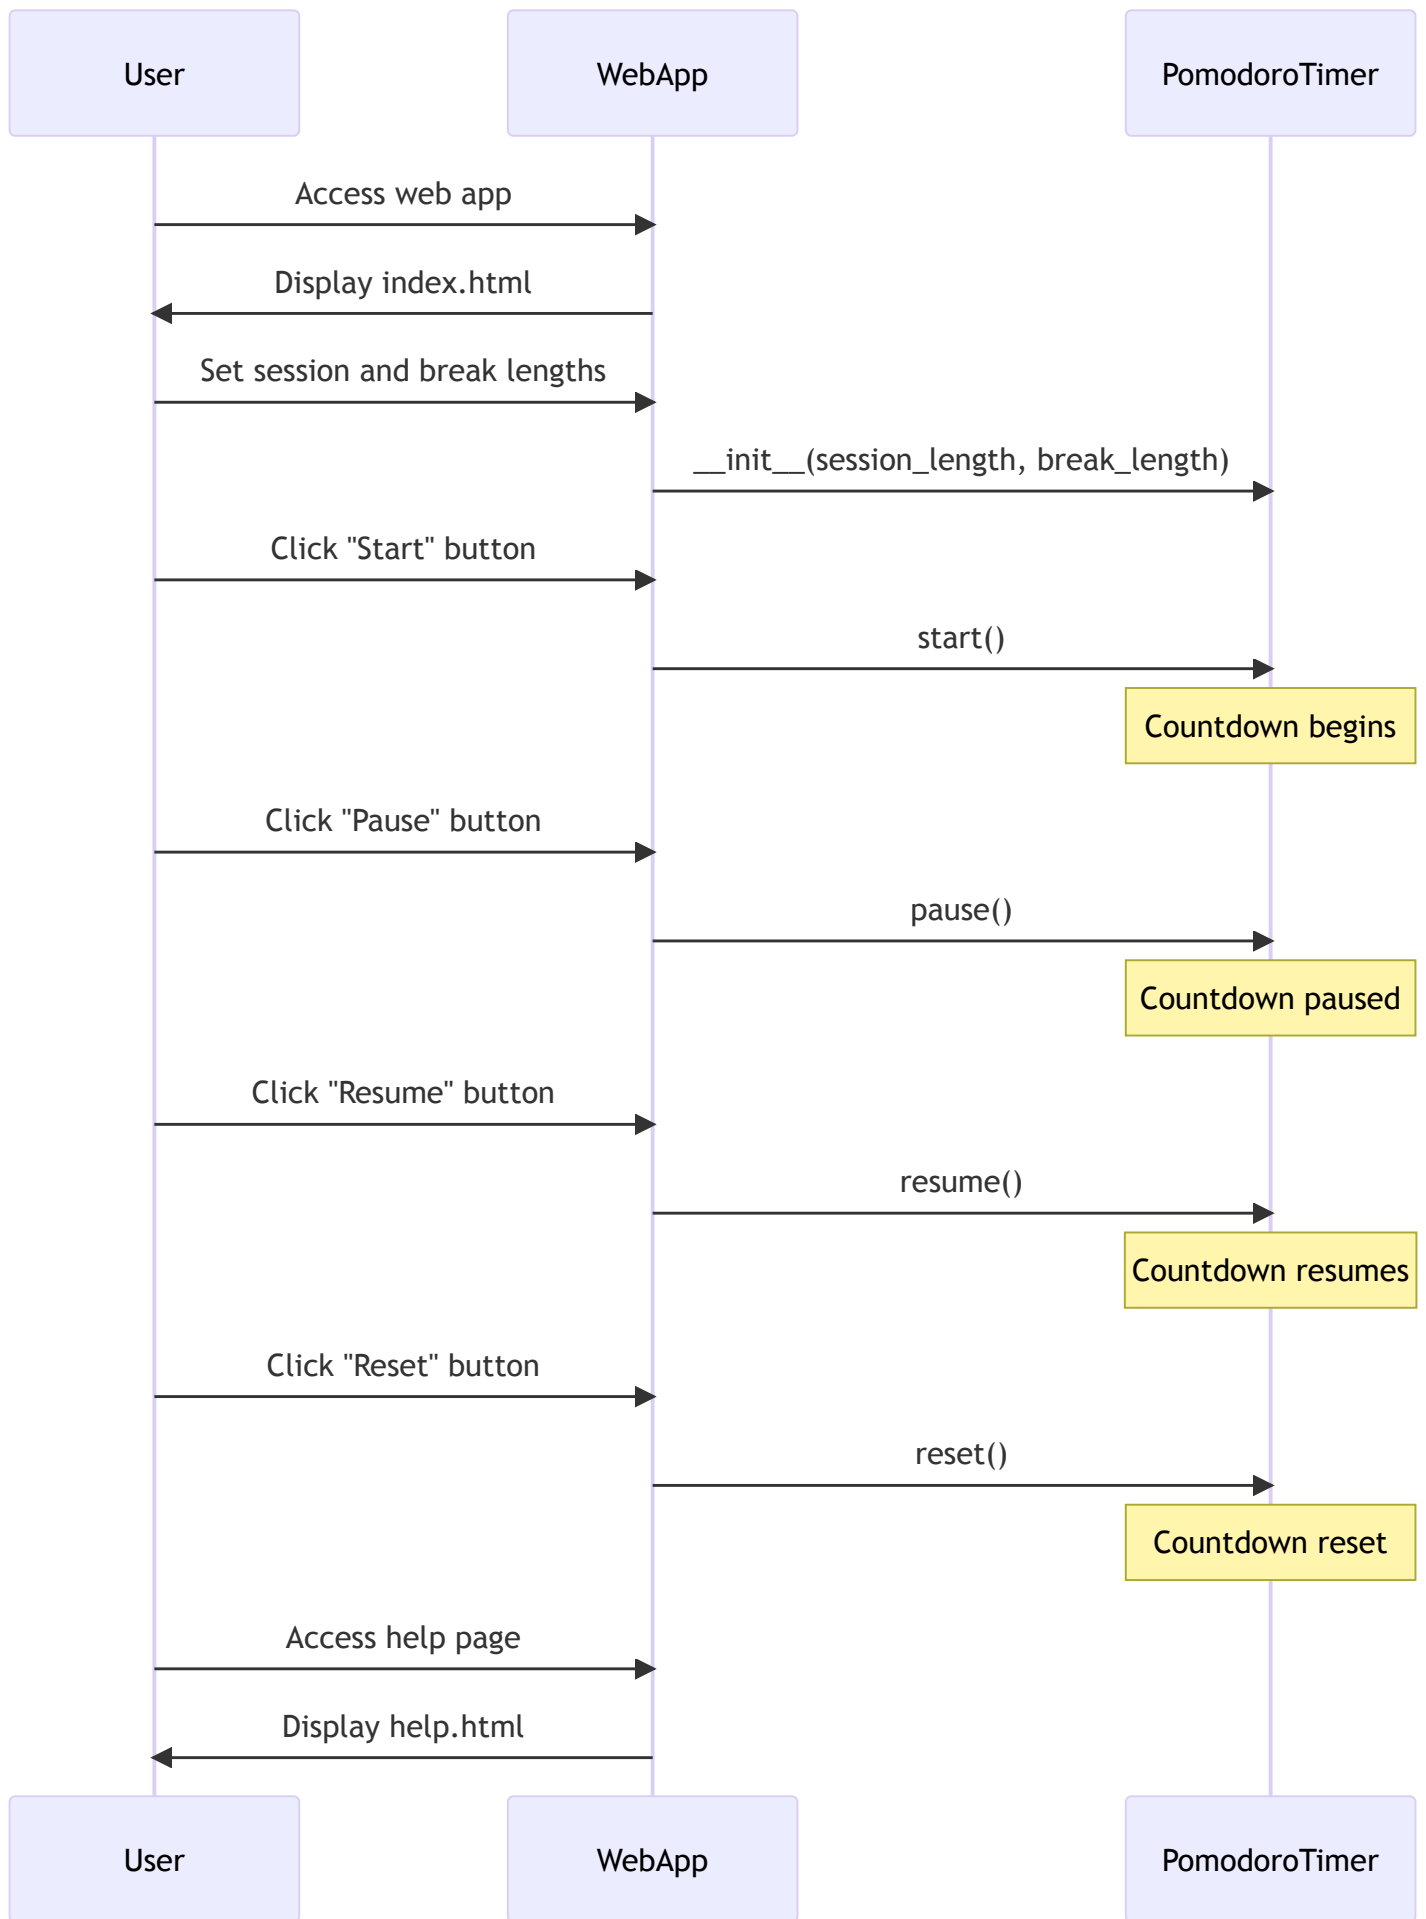 User
WebApp
PomodoroTimer
Access web app
Display index.html
Set session and break lengths
__init__(session_length, break_length)
Click "Start" button
start()
Countdown begins
Click "Pause" button
pause()
Countdown paused
Click "Resume" button
resume()
Countdown resumes
Click "Reset" button
reset()
Countdown reset
Access help page
Display help.html
User
WebApp
PomodoroTimer